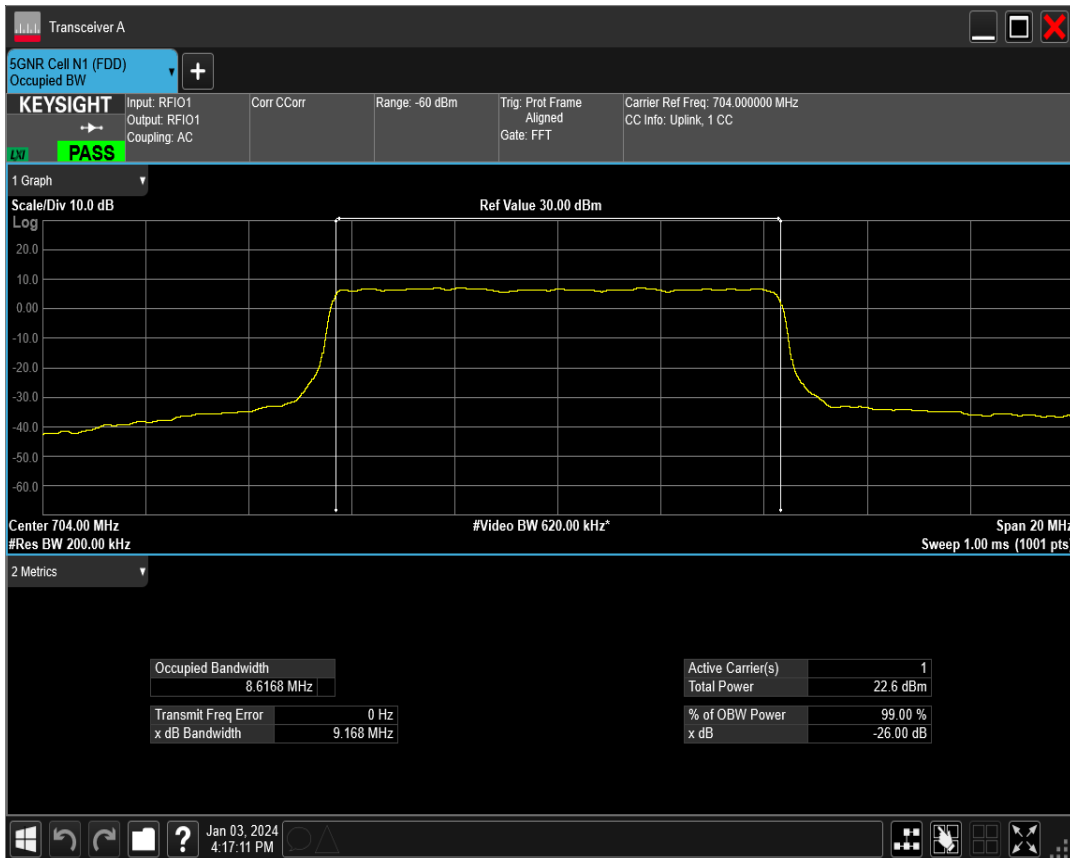 Transceiver A
5GNR Cell N1 (FDD)
Occupied BW
+
KEYSIGHT
LXI
PASS
Input: RFIO1
Output: RFIO1
Coupling: AC
Corr CCorr
Range: -60 dBm
Trig: Prot Frame
Aligned
Gate: FFT
Carrier Ref Freq: 704.000000 MHz
CC Info: Uplink, 1 CC
1 Graph
Scale/Div 10.0 dB
Ref Value 30.00 dBm
Log
20.0
10.0
0.00
-10.0
-20.0
-30.0
-40.0
-50.0
-60.0
Center 704.00 MHz
#Video BW 620.00 kHz*
Span 20 MHz
#Res BW 200.00 kHz
Sweep 1.00 ms (1001 pts)
2 Metrics
Occupied Bandwidth
8.6168 MHz
Transmit Freq Error 0 Hz
x dB Bandwidth 9.168 MHz
Active Carrier(s) 1
Total Power 22.6 dBm
% of OBW Power 99.00 %
x dB -26.00 dB
?
Jan 03, 2024
4:17:11 PM